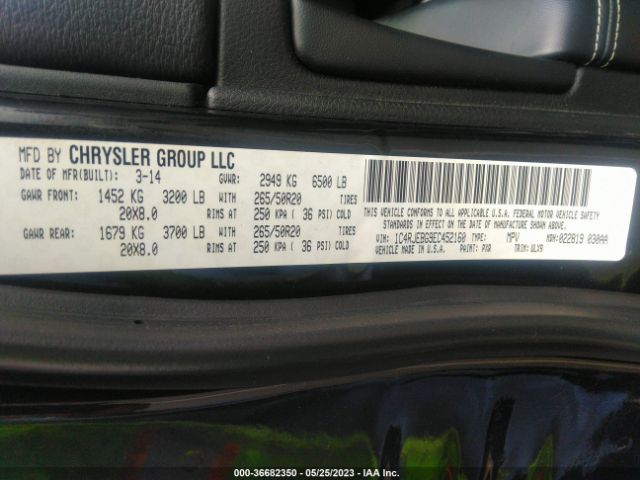 MFD BY CHRYSLER GROUP LLC
DATE OF MFR(BUILT): 3-14 GVWR: 2949 KG 6500 LB
GAWR FRONT: 1452 KG 3200 LB WITH 265/50R20 TIRES
20X8.0 RIMS AT 250 KPA ( 36 PSI) COLD
GAWR REAR: 1679 KG 3700 LB WITH 265/50R20 TIRES
20X8.0 RIMS AT 250 KPA ( 36 PSI) COLD
THIS VEHICLE CONFORMS TO ALL APPLICABLE U.S.A. FEDERAL MOTOR VEHICLE SAFETY
STANDARDS IN EFFECT ON THE DATE OF MANUFACTURE SHOWN ABOVE.
VIN: 1C4RJEBG9EC452160 TYPE: MPV MDH: 022819 030AA
VEHICLE MADE IN U.S.A. PAINT: PXR TRIM: ULX9
000-36682350 - 05/25/2023 - IAA Inc.